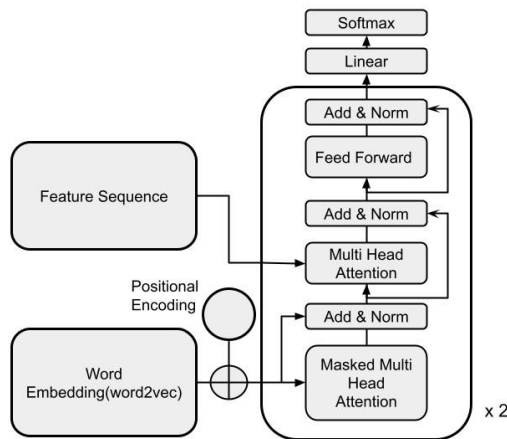 Softmax
Linear
Add & Norm
Feed Forward
Feature Sequence
Add & Norm
Multi Head
Attention
Positional
Encoding
Add & Norm
Word
Embedding(word2vec)
Masked Multi
Head
Attention
x 2